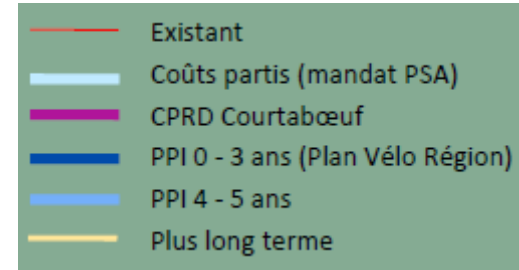 Existant
Coûts partis (mandat PSA)
CPRD Courtabœuf
PPI 0 - 3 ans (Plan Vélo Région)
PPI 4 - 5 ans
Plus long terme